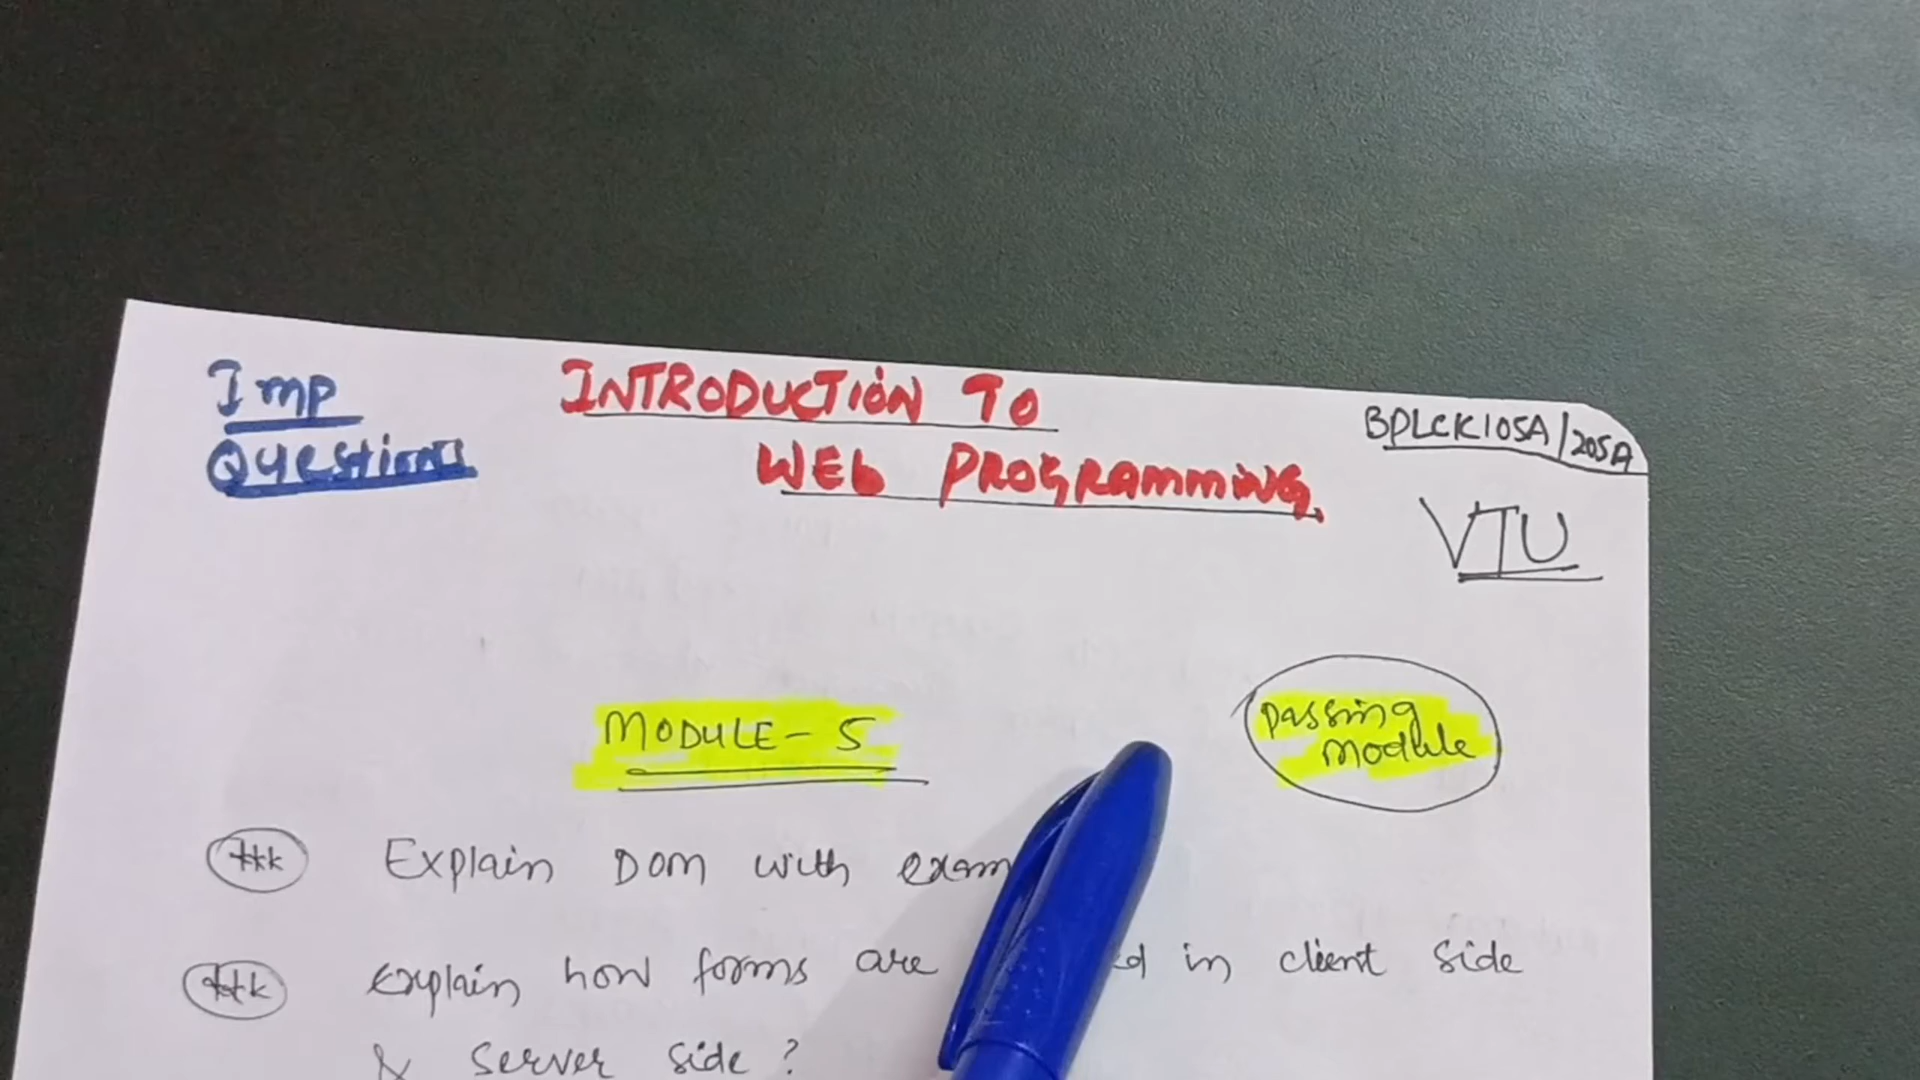 Imp
Questions
INTRODUCTION TO
WEb PROGRAMMING
BPLCK105A/205A
VTU
MODULE-5
passing
module
*** Explain DOM with
*** explain how forms are in client side
& server side?